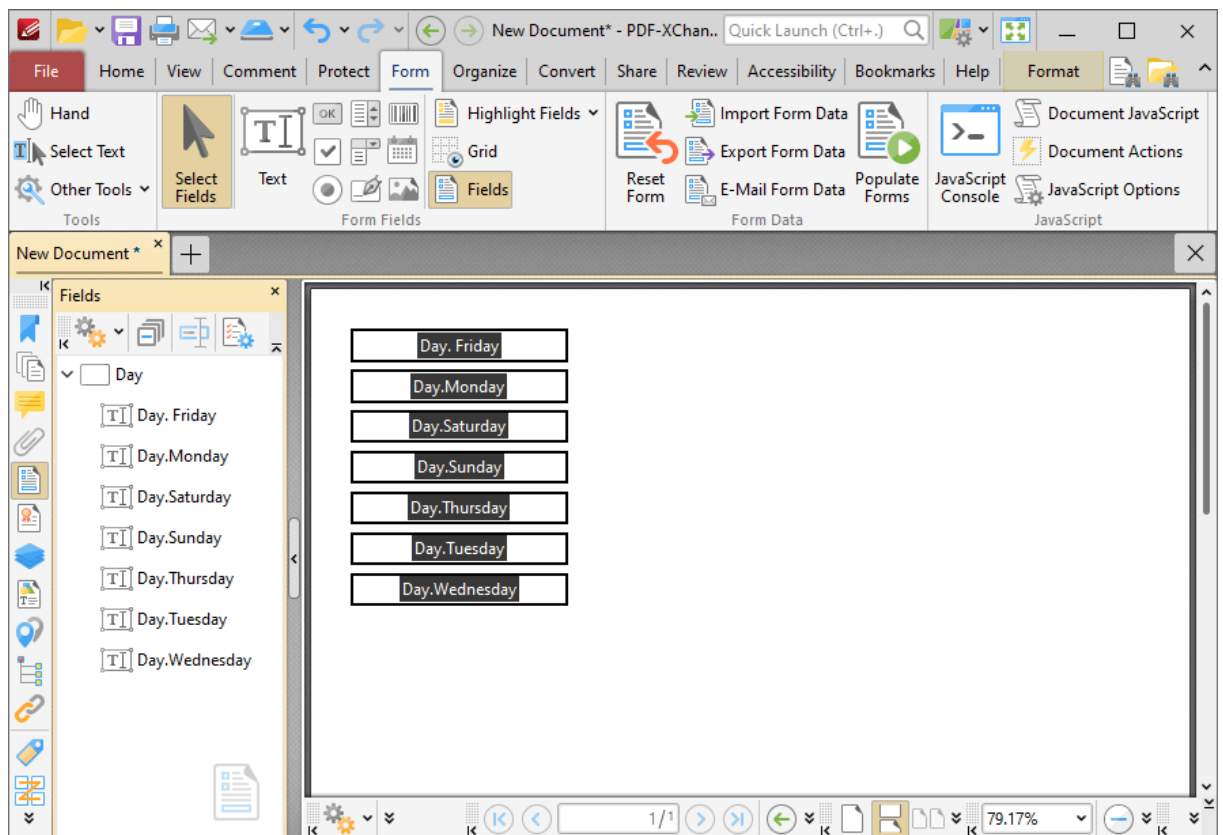 New Document* - PDF-XChan.. Quick Launch (Ctrl+.)
File Home View Comment Protect Form Organize Convert Share Review Accessibility Bookmarks Help Format
Hand
Select Text
Other Tools
Tools
Select Fields
Text
OK
Highlight Fields
Grid
Fields
Form Fields
Reset Form
Import Form Data
Export Form Data
E-Mail Form Data
Populate Forms
Form Data
JavaScript Console
Document JavaScript
Document Actions
JavaScript Options
JavaScript
New Document *
Fields
Day
Day. Friday
Day.Monday
Day.Saturday
Day.Sunday
Day.Thursday
Day.Tuesday
Day.Wednesday
Day. Friday
Day.Monday
Day.Saturday
Day.Sunday
Day.Thursday
Day.Tuesday
Day.Wednesday
1/1
79.17%